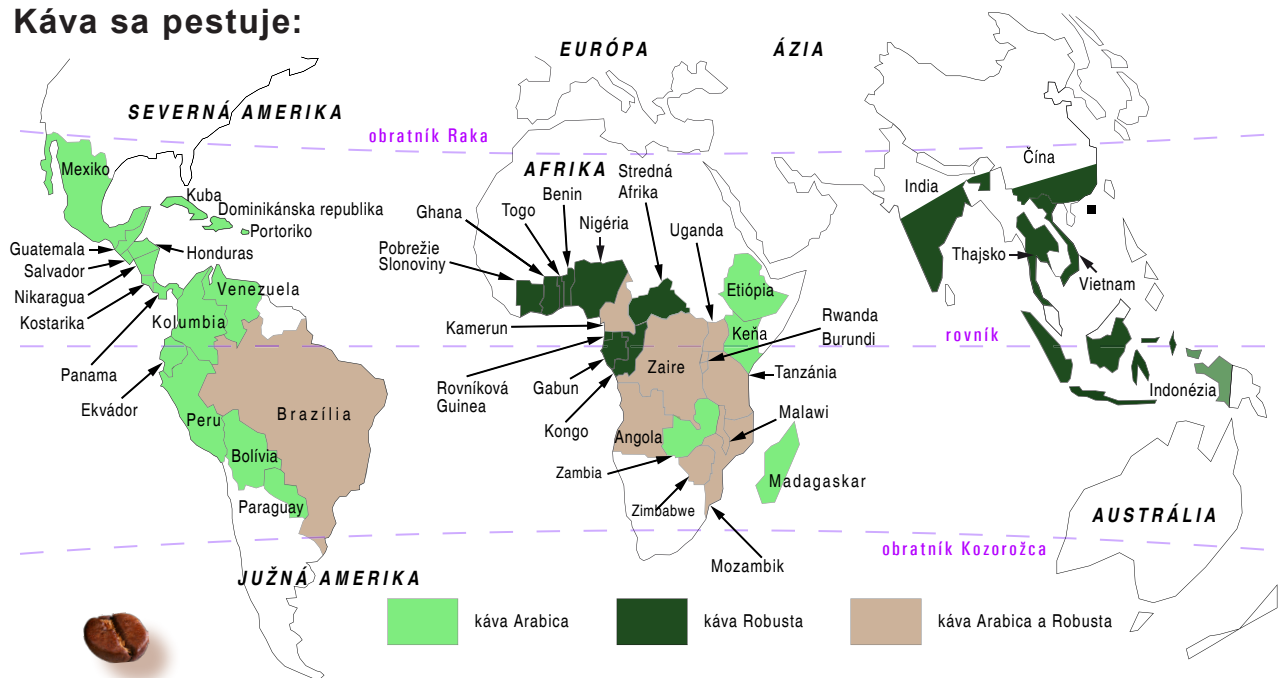 Káva sa pestuje:
EURÓPA
ÁZIA
SEVERNÁ AMERIKA
obratník Raka
Mexiko
AFRIKA
Stredná
Afrika
Čína
Benin
India
Kuba
Togo
Dominikánska republika
Ghana
Nigéria
Uganda
Portoriko
Pobrežie
Slonoviny
Guatemala
Honduras
Thajsko
Salvador
Vietnam
Venezuela
Etiópia
Nikaragua
Kostarika
Kolumbia
Kamerun
Keňa
Rwanda
Burundi
rovník
Panama
Rovníková
Guinea
Gabun
Zaire
Tanzánia
Indonézia
Ekvádor
Brazília
Peru
Kongo
Angola
Malawi
Bolívia
Zambia
Madagaskar
Paraguay
Zimbabwe
AUSTRÁLIA
obratník Kozorožca
Mozambik
JUŽNÁ AMERIKA
káva Arabica
káva Robusta
káva Arabica a Robusta